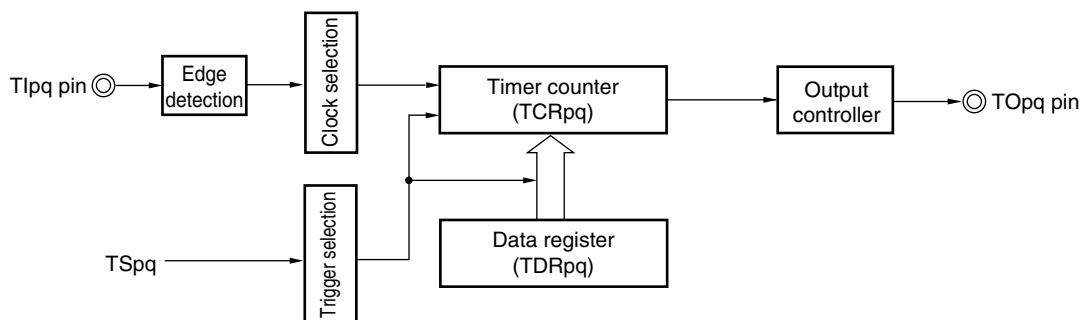 TIpq pin
Edge
detection
Clock selection
Timer counter
(TCRpq)
Output
controller
TOpq pin
TSpq
Trigger selection
Data register
(TDRpq)